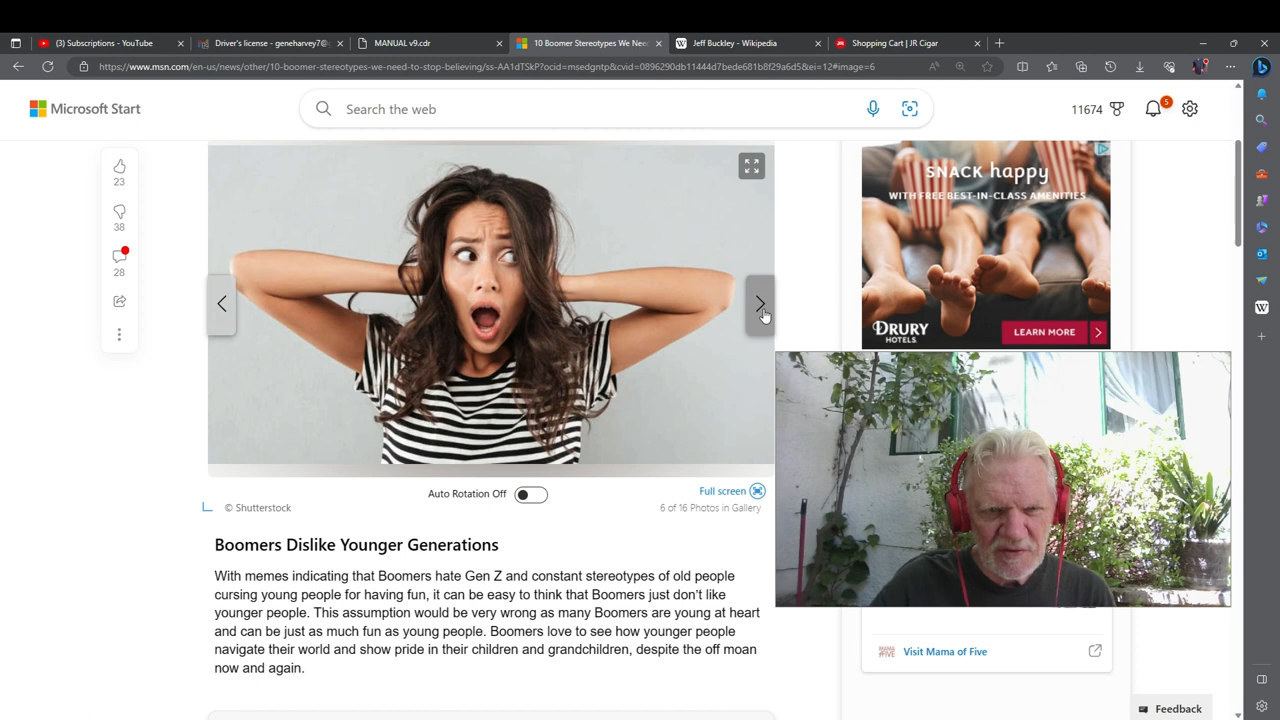 (3) Subscriptions - YouTube
Driver's license - geneharvey7@
MANUAL v9.cdr
10 Boomer Stereotypes We Nee
Jeff Buckley - Wikipedia
Shopping Cart | JR Cigar
https://www.msn.com/en-us/news/other/10-boomer-stereotypes-we-need-to-stop-believing/ss-AA1dTSkP?ocid=msedgntp&cvid=0896290db11444d7bede681b8f29a6d5&ei=12#image=6
Microsoft Start
Search the web
11674
5
23
38
28
SNACK happy
WITH FREE BEST-IN-CLASS AMENITIES
DRURY
HOTELS.
LEARN MORE
Auto Rotation Off
Full screen
© Shutterstock
6 of 16 Photos in Gallery
Boomers Dislike Younger Generations
With memes indicating that Boomers hate Gen Z and constant stereotypes of old people
cursing young people for having fun, it can be easy to think that Boomers just don't like
younger people. This assumption would be very wrong as many Boomers are young at heart
and can be just as much fun as young people. Boomers love to see how younger people
navigate their world and show pride in their children and grandchildren, despite the off moan
now and again.
Visit Mama of Five
Feedback